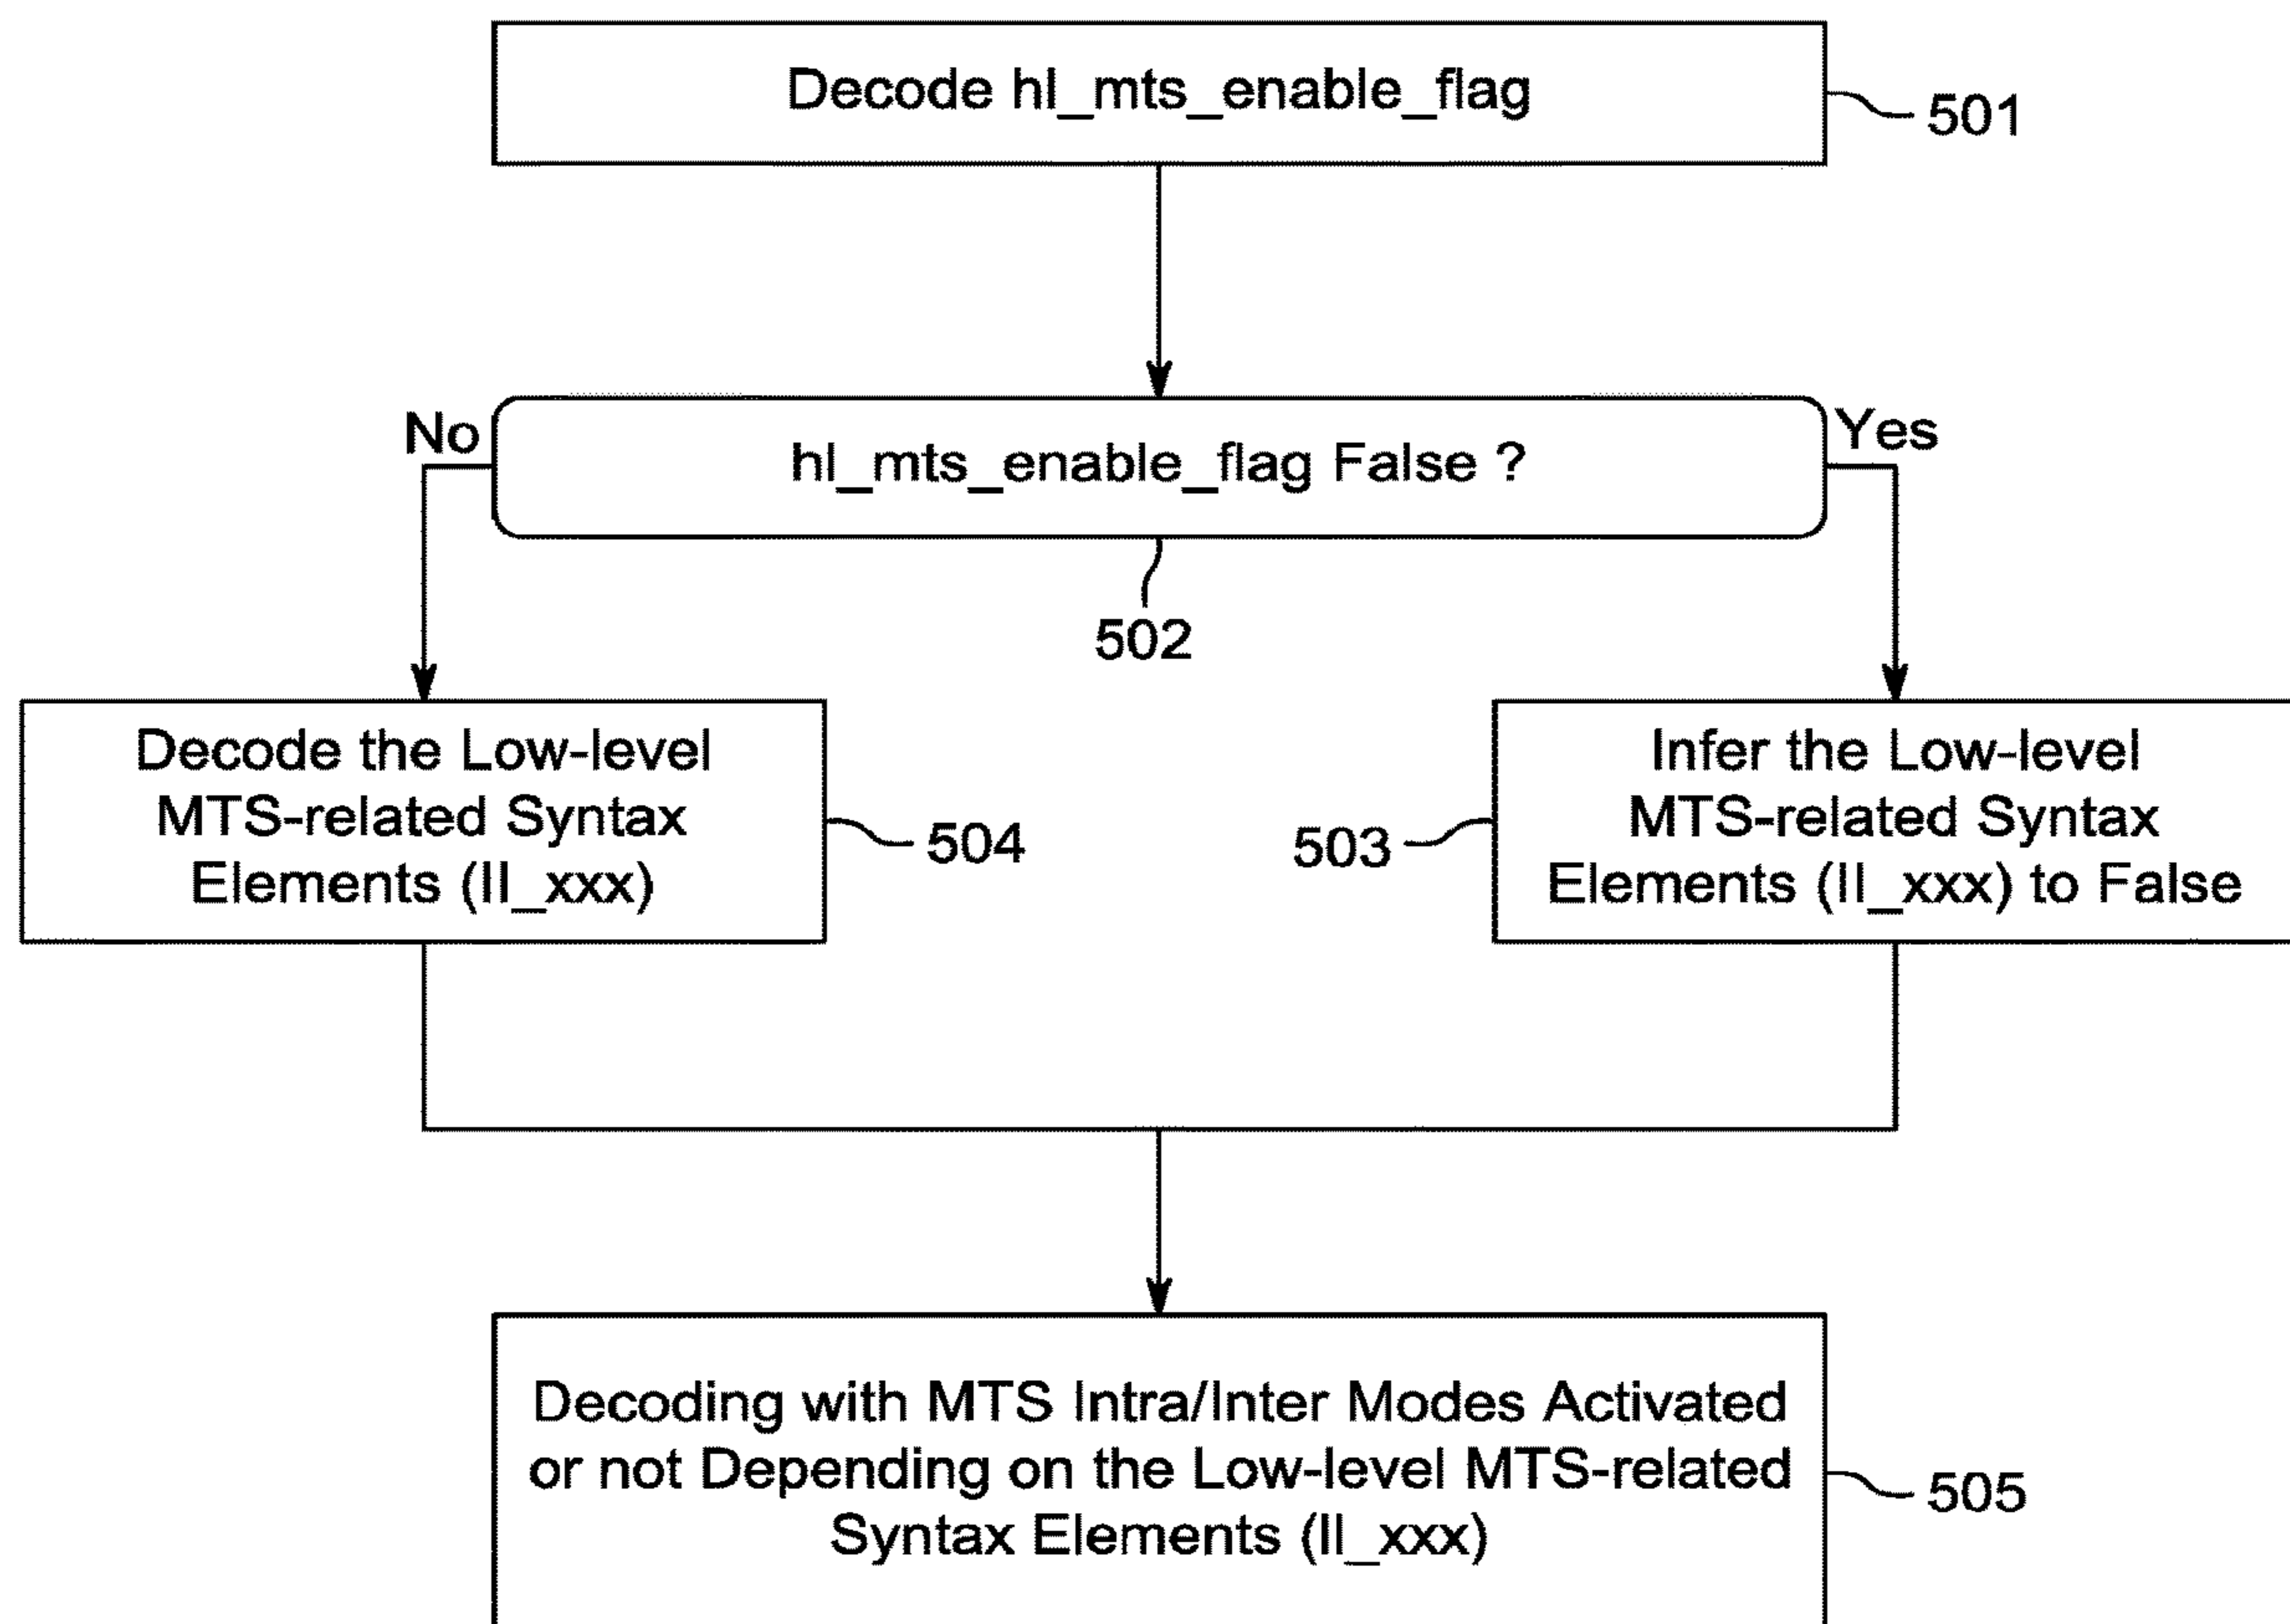 Decode hl_mts_enable_flag
501
No
hl_mts_enable_flag False ?
Yes
502
Decode the Low-level
MTS-related Syntax
Elements (ll_xxx)
504
503
Infer the Low-level
MTS-related Syntax
Elements (ll_xxx) to False
Decoding with MTS Intra/Inter Modes Activated
or not Depending on the Low-level MTS-related
Syntax Elements (ll_xxx)
505